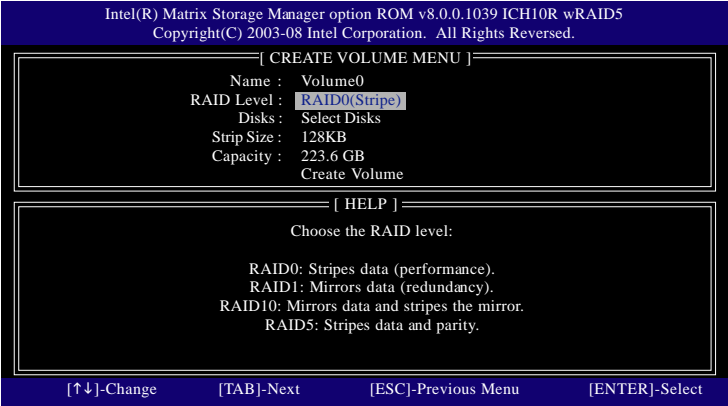 Intel(R) Matrix Storage Manager option ROM v8.0.0.1039 ICH10R wRAID5
Copyright(C) 2003-08 Intel Corporation. All Rights Reversed.
[ CREATE VOLUME MENU ]
Name : Volume0
RAID Level : RAID0(Stripe)
Disks : Select Disks
Strip Size : 128KB
Capacity : 223.6 GB
Create Volume
[ HELP ]
Choose the RAID level:
RAID0: Stripes data (performance).
RAID1: Mirrors data (redundancy).
RAID10: Mirrors data and stripes the mirror.
RAID5: Stripes data and parity.
[↑↓]-Change [TAB]-Next [ESC]-Previous Menu [ENTER]-Select